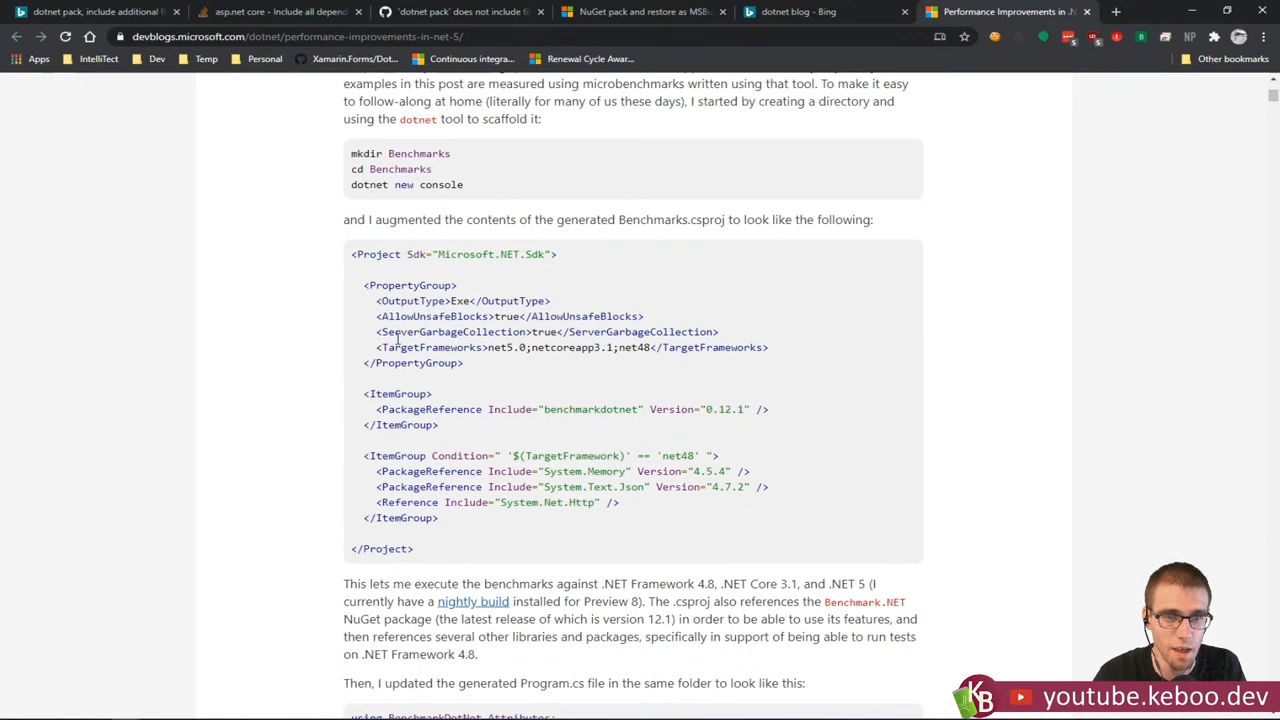 dotnet pack, include additional f
asp.net core - Include all depend
`dotnet pack` does not include fi
NuGet pack and restore as MSBu
dotnet blog - Bing
Performance Improvements in .N
devblogs.microsoft.com/dotnet/performance-improvements-in-net-5/
Apps
IntelliTect
Dev
Temp
Personal
Xamarin.Forms/Dot...
Continuous integra...
Renewal Cycle Awar...
Other bookmarks
examples in this post are measured using microbenchmarks written using that tool. To make it easy
to follow-along at home (literally for many of us these days), I started by creating a directory and
using the dotnet tool to scaffold it:
mkdir Benchmarks
cd Benchmarks
dotnet new console
and I augmented the contents of the generated Benchmarks.csproj to look like the following:
<Project Sdk="Microsoft.NET.Sdk">
<PropertyGroup>
<OutputType>Exe</OutputType>
<AllowUnsafeBlocks>true</AllowUnsafeBlocks>
<ServerGarbageCollection>true</ServerGarbageCollection>
<TargetFrameworks>net5.0;netcoreapp3.1;net48</TargetFrameworks>
</PropertyGroup>
<ItemGroup>
<PackageReference Include="benchmarkdotnet" Version="0.12.1" />
</ItemGroup>
<ItemGroup Condition=" '$(TargetFramework)' == 'net48' ">
<PackageReference Include="System.Memory" Version="4.5.4" />
<PackageReference Include="System.Text.Json" Version="4.7.2" />
<Reference Include="System.Net.Http" />
</ItemGroup>
</Project>
This lets me execute the benchmarks against .NET Framework 4.8, .NET Core 3.1, and .NET 5 (I
currently have a nightly build installed for Preview 8). The .csproj also references the Benchmark.NET
NuGet package (the latest release of which is version 12.1) in order to be able to use its features, and
then references several other libraries and packages, specifically in support of being able to run tests
on .NET Framework 4.8.
Then, I updated the generated Program.cs file in the same folder to look like this:
using BenchmarkDotNet.Attributes;
KB
youtube.keboo.dev